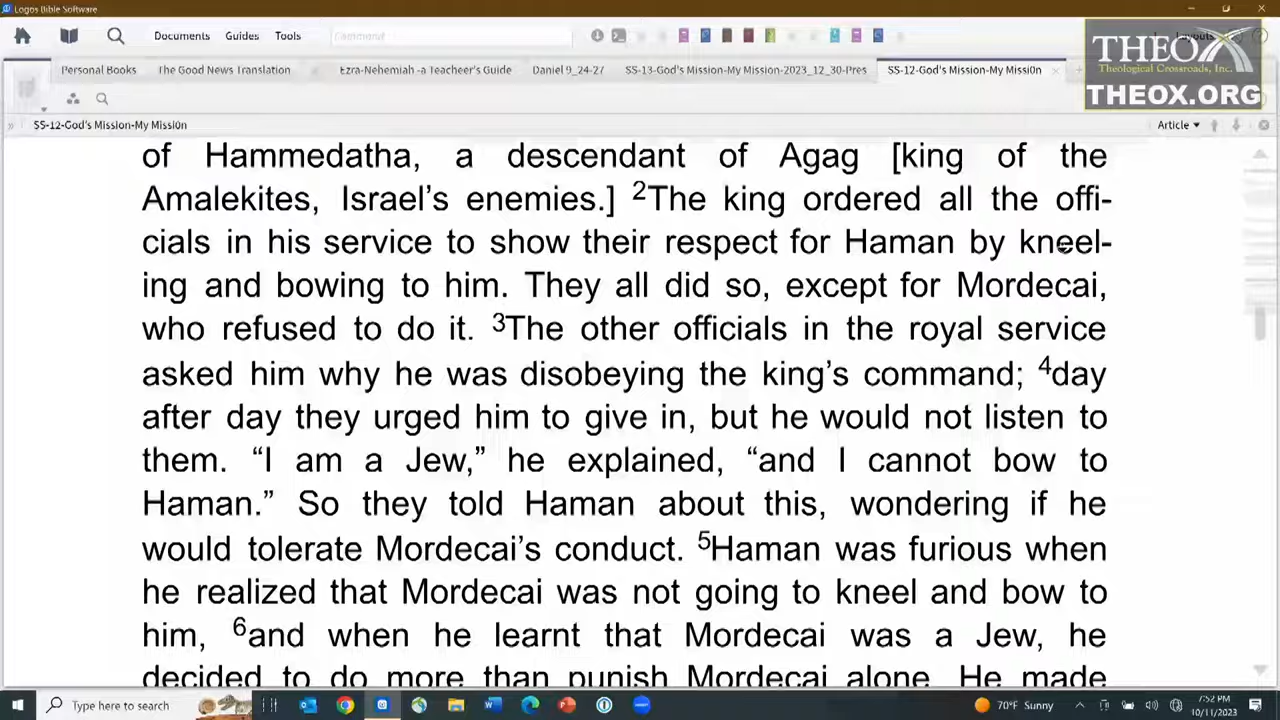 Logos Bible Software
Documents Guides Tools Command
THEOX
Theological Crossroads, Inc.
THEOX.ORG
Personal Books The Good News Translation Daniel 9_24-27 SS-13-God's Mission-My Mission-2023_12_30-Pres SS-12-God's Mission-My Missi0n
SS-12-God's Mission-My Missi0n Article
of Hammedatha, a descendant of Agag [king of the
Amalekites, Israel’s enemies.] 2The king ordered all the offi-
cials in his service to show their respect for Haman by kneel-
ing and bowing to him. They all did so, except for Mordecai,
who refused to do it. 3The other officials in the royal service
asked him why he was disobeying the king’s command; 4day
after day they urged him to give in, but he would not listen to
them. “I am a Jew,” he explained, “and I cannot bow to
Haman.” So they told Haman about this, wondering if he
would tolerate Mordecai’s conduct. 5Haman was furious when
he realized that Mordecai was not going to kneel and bow to
him, 6and when he learnt that Mordecai was a Jew, he
decided to do more than punish Mordecai alone. He made
Type here to search 70°F Sunny 7:52 PM
10/11/2023